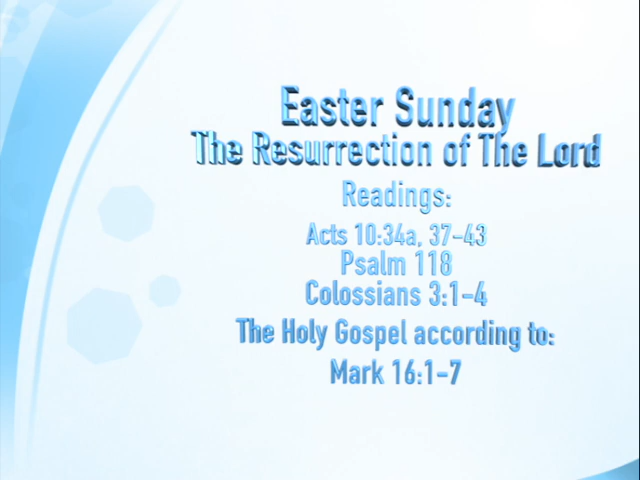 Easter Sunday
The Resurrection of The Lord
Readings:
Acts 10:34a, 37-43
Psalm 118
Colossians 3:1-4
The Holy Gospel according to:
Mark 16:1-7